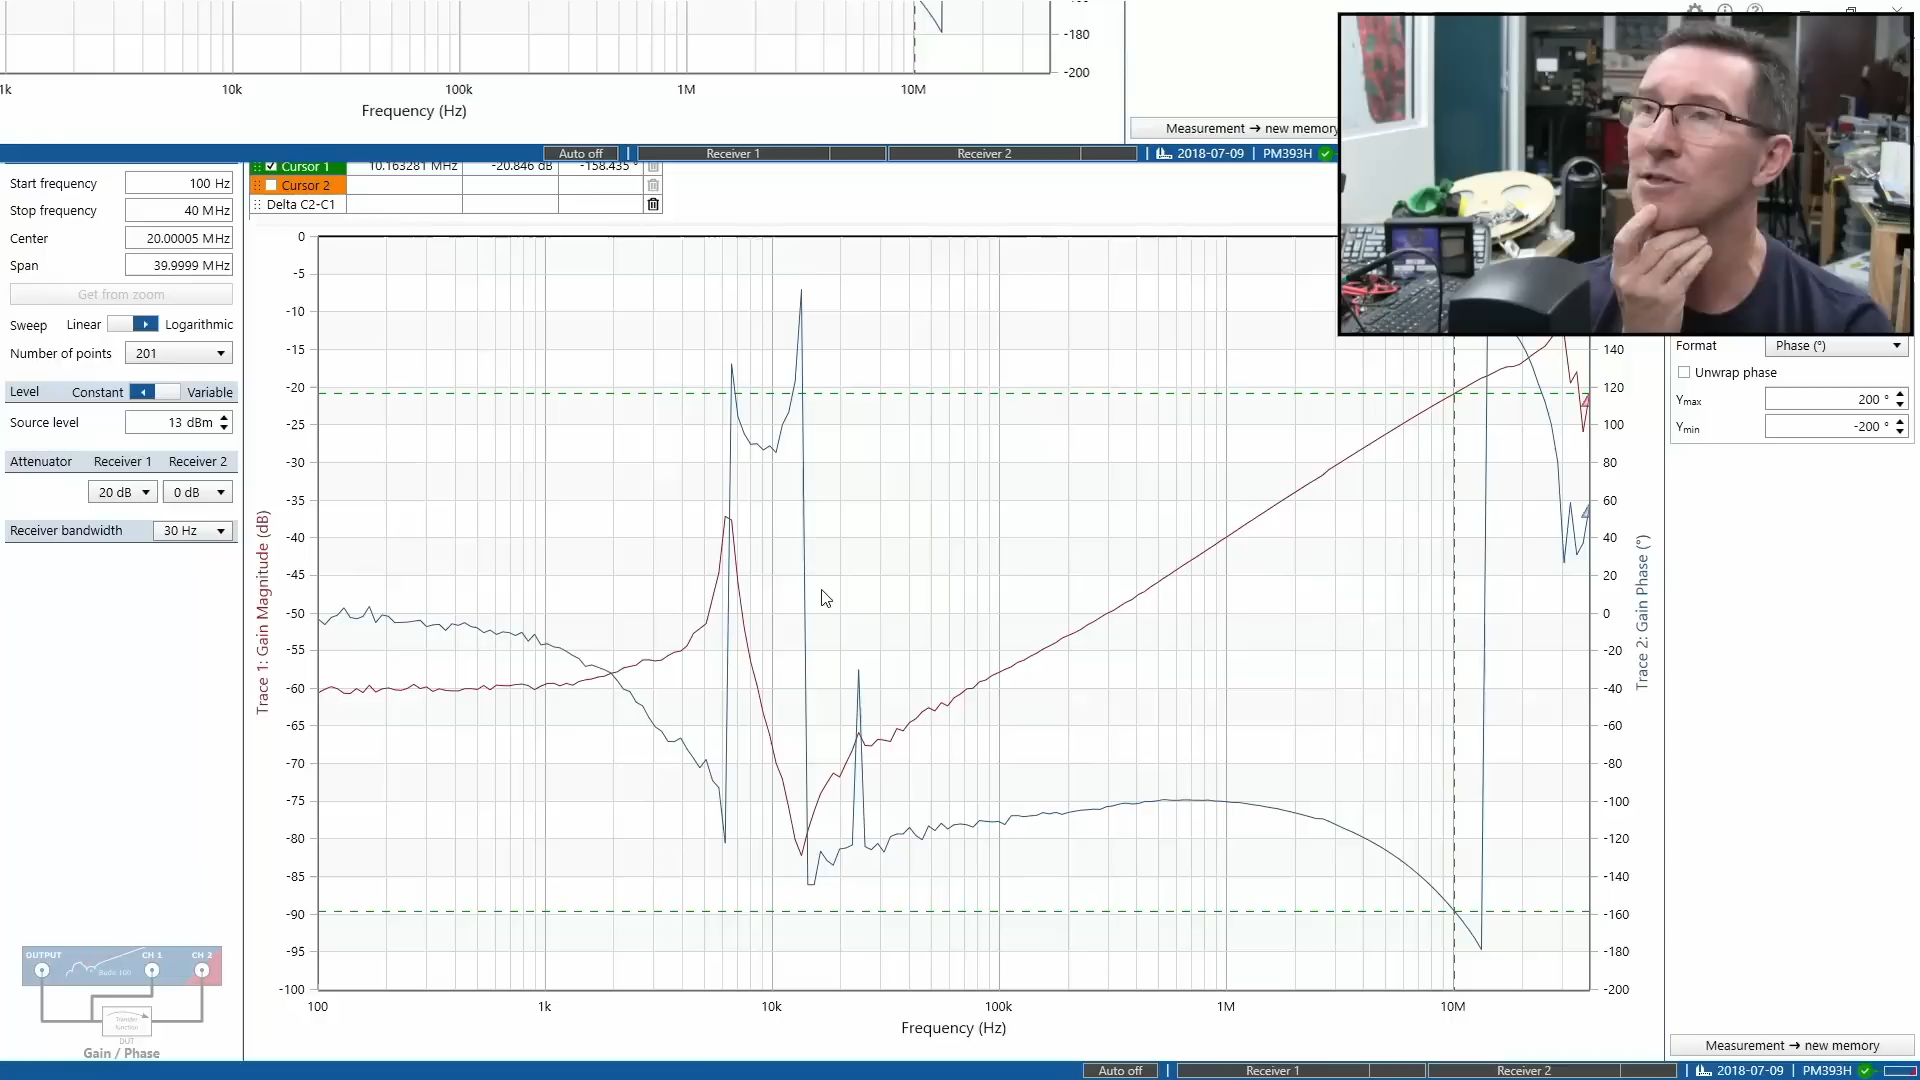 -180
-200
1k
10k
100k
1M
10M
Frequency (Hz)
Measurement → new memory
Auto off
Receiver 1
Receiver 2
2018-07-09
PM393H
Cursor 1 10.163281 MHz -20.846 dB -158.435 °
Cursor 2
Delta C2-C1
Start frequency 100 Hz
Stop frequency 40 MHz
Center 20.00005 MHz
Span 39.9999 MHz
Get from zoom
Sweep Linear Logarithmic
Number of points 201
Level Constant Variable
Source level 13 dBm
Attenuator Receiver 1 Receiver 2
20 dB 0 dB
Receiver bandwidth 30 Hz
OUTPUT CH 1 CH 2
Bode 100
Transfer
function
DUT
Gain / Phase
Trace 1: Gain Magnitude (dB)
0
-5
-10
-15
-20
-25
-30
-35
-40
-45
-50
-55
-60
-65
-70
-75
-80
-85
-90
-95
-100
100
1k
10k
100k
1M
10M
Frequency (Hz)
140
120
100
80
60
40
20
0
-20
-40
-60
-80
-100
-120
-140
-160
-180
-200
Trace 2: Gain Phase (°)
Format Phase (°)
Unwrap phase
Ymax 200 °
Ymin -200 °
Measurement → new memory
Auto off
Receiver 1
Receiver 2
2018-07-09
PM393H